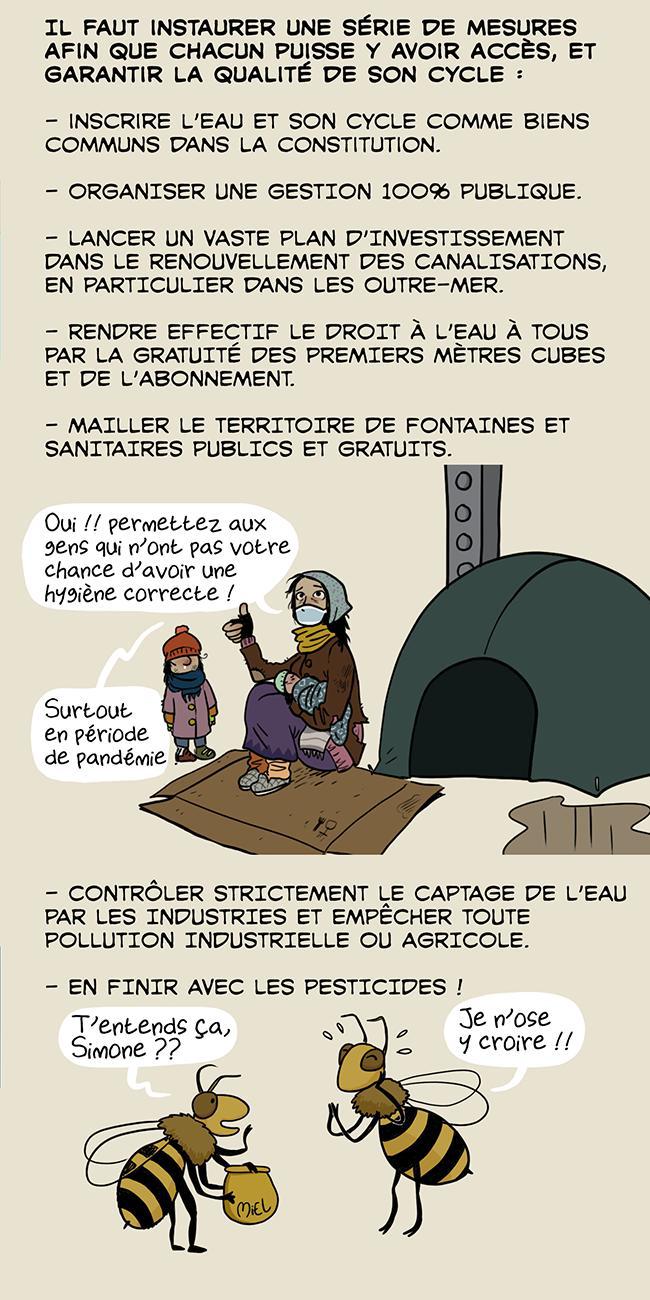 IL FAUT INSTAURER UNE SÉRIE DE MESURES
AFIN QUE CHACUN PUISSE Y AVOIR ACCÈS, ET
GARANTIR LA QUALITÉ DE SON CYCLE :
- INSCRIRE L'EAU ET SON CYCLE COMME BIENS
COMMUNS DANS LA CONSTITUTION.
- ORGANISER UNE GESTION 100% PUBLIQUE.
- LANCER UN VASTE PLAN D'INVESTISSEMENT
DANS LE RENOUVELLEMENT DES CANALISATIONS,
EN PARTICULIER DANS LES OUTRE-MER.
- RENDRE EFFECTIF LE DROIT À L'EAU À TOUS
PAR LA GRATUITÉ DES PREMIERS MÈTRES CUBES
ET DE L'ABONNEMENT.
- MAILLER LE TERRITOIRE DE FONTAINES ET
SANITAIRES PUBLICS ET GRATUITS.
Oui !! permettez aux
gens qui n'ont pas votre
chance d'avoir une
hygiène correcte !
Surtout
en période
de pandémie !
- CONTRÔLER STRICTEMENT LE CAPTAGE DE L'EAU
PAR LES INDUSTRIES ET EMPÊCHER TOUTE
POLLUTION INDUSTRIELLE OU AGRICOLE.
- EN FINIR AVEC LES PESTICIDES !
T'entends ça,
Simone ??
Je n'ose
y croire !!
MIEL